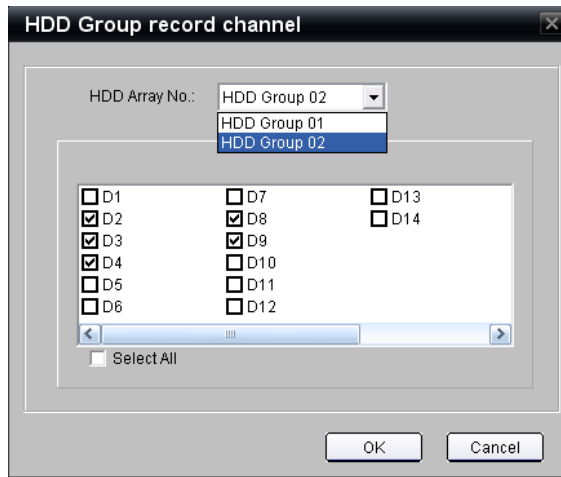 HDD Group record channel
HDD Array No.: HDD Group 02
HDD Group 01
HDD Group 02
D1 D7 D13
D2 D8 D14
D3 D9
D4 D10
D5 D11
D6 D12
Select All
OK Cancel